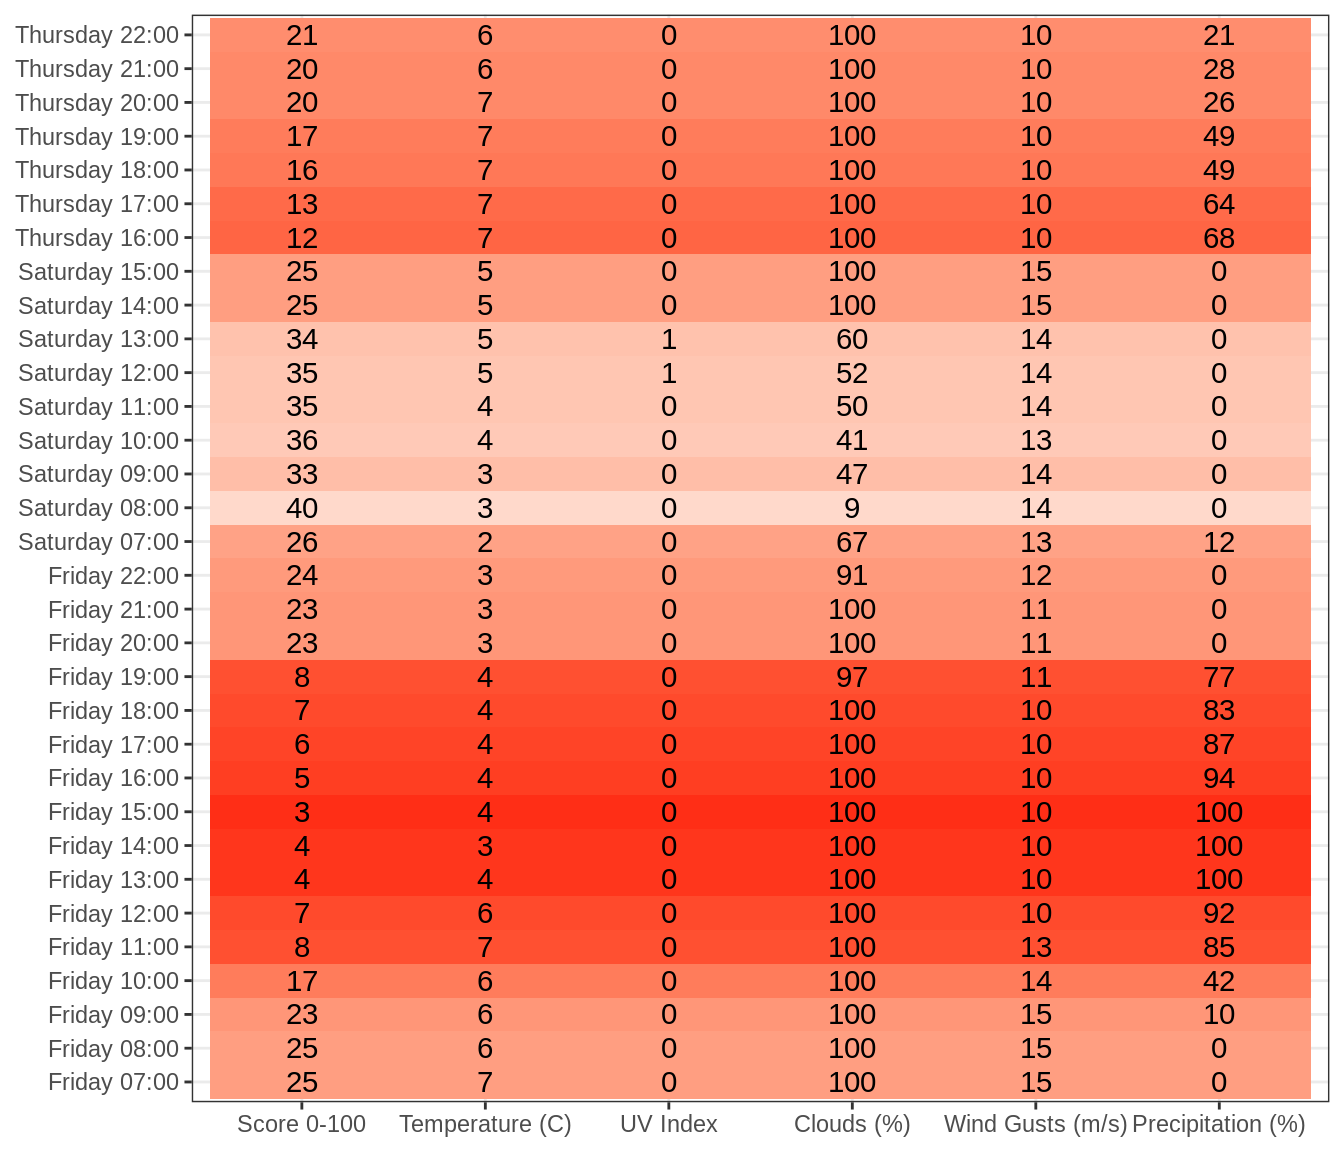 Thursday 22:00 21 6 0 100 10 21
Thursday 21:00 20 6 0 100 10 28
Thursday 20:00 20 7 0 100 10 26
Thursday 19:00 17 7 0 100 10 49
Thursday 18:00 16 7 0 100 10 49
Thursday 17:00 13 7 0 100 10 64
Thursday 16:00 12 7 0 100 10 68
Saturday 15:00 25 5 0 100 15 0
Saturday 14:00 25 5 0 100 15 0
Saturday 13:00 34 5 1 60 14 0
Saturday 12:00 35 5 1 52 14 0
Saturday 11:00 35 4 0 50 14 0
Saturday 10:00 36 4 0 41 13 0
Saturday 09:00 33 3 0 47 14 0
Saturday 08:00 40 3 0 9 14 0
Saturday 07:00 26 2 0 67 13 12
Friday 22:00 24 3 0 91 12 0
Friday 21:00 23 3 0 100 11 0
Friday 20:00 23 3 0 100 11 0
Friday 19:00 8 4 0 97 11 77
Friday 18:00 7 4 0 100 10 83
Friday 17:00 6 4 0 100 10 87
Friday 16:00 5 4 0 100 10 94
Friday 15:00 3 4 0 100 10 100
Friday 14:00 4 3 0 100 10 100
Friday 13:00 4 4 0 100 10 100
Friday 12:00 7 6 0 100 10 92
Friday 11:00 8 7 0 100 13 85
Friday 10:00 17 6 0 100 14 42
Friday 09:00 23 6 0 100 15 10
Friday 08:00 25 6 0 100 15 0
Friday 07:00 25 7 0 100 15 0
Score 0-100 Temperature (C) UV Index Clouds (%) Wind Gusts (m/s) Precipitation (%)